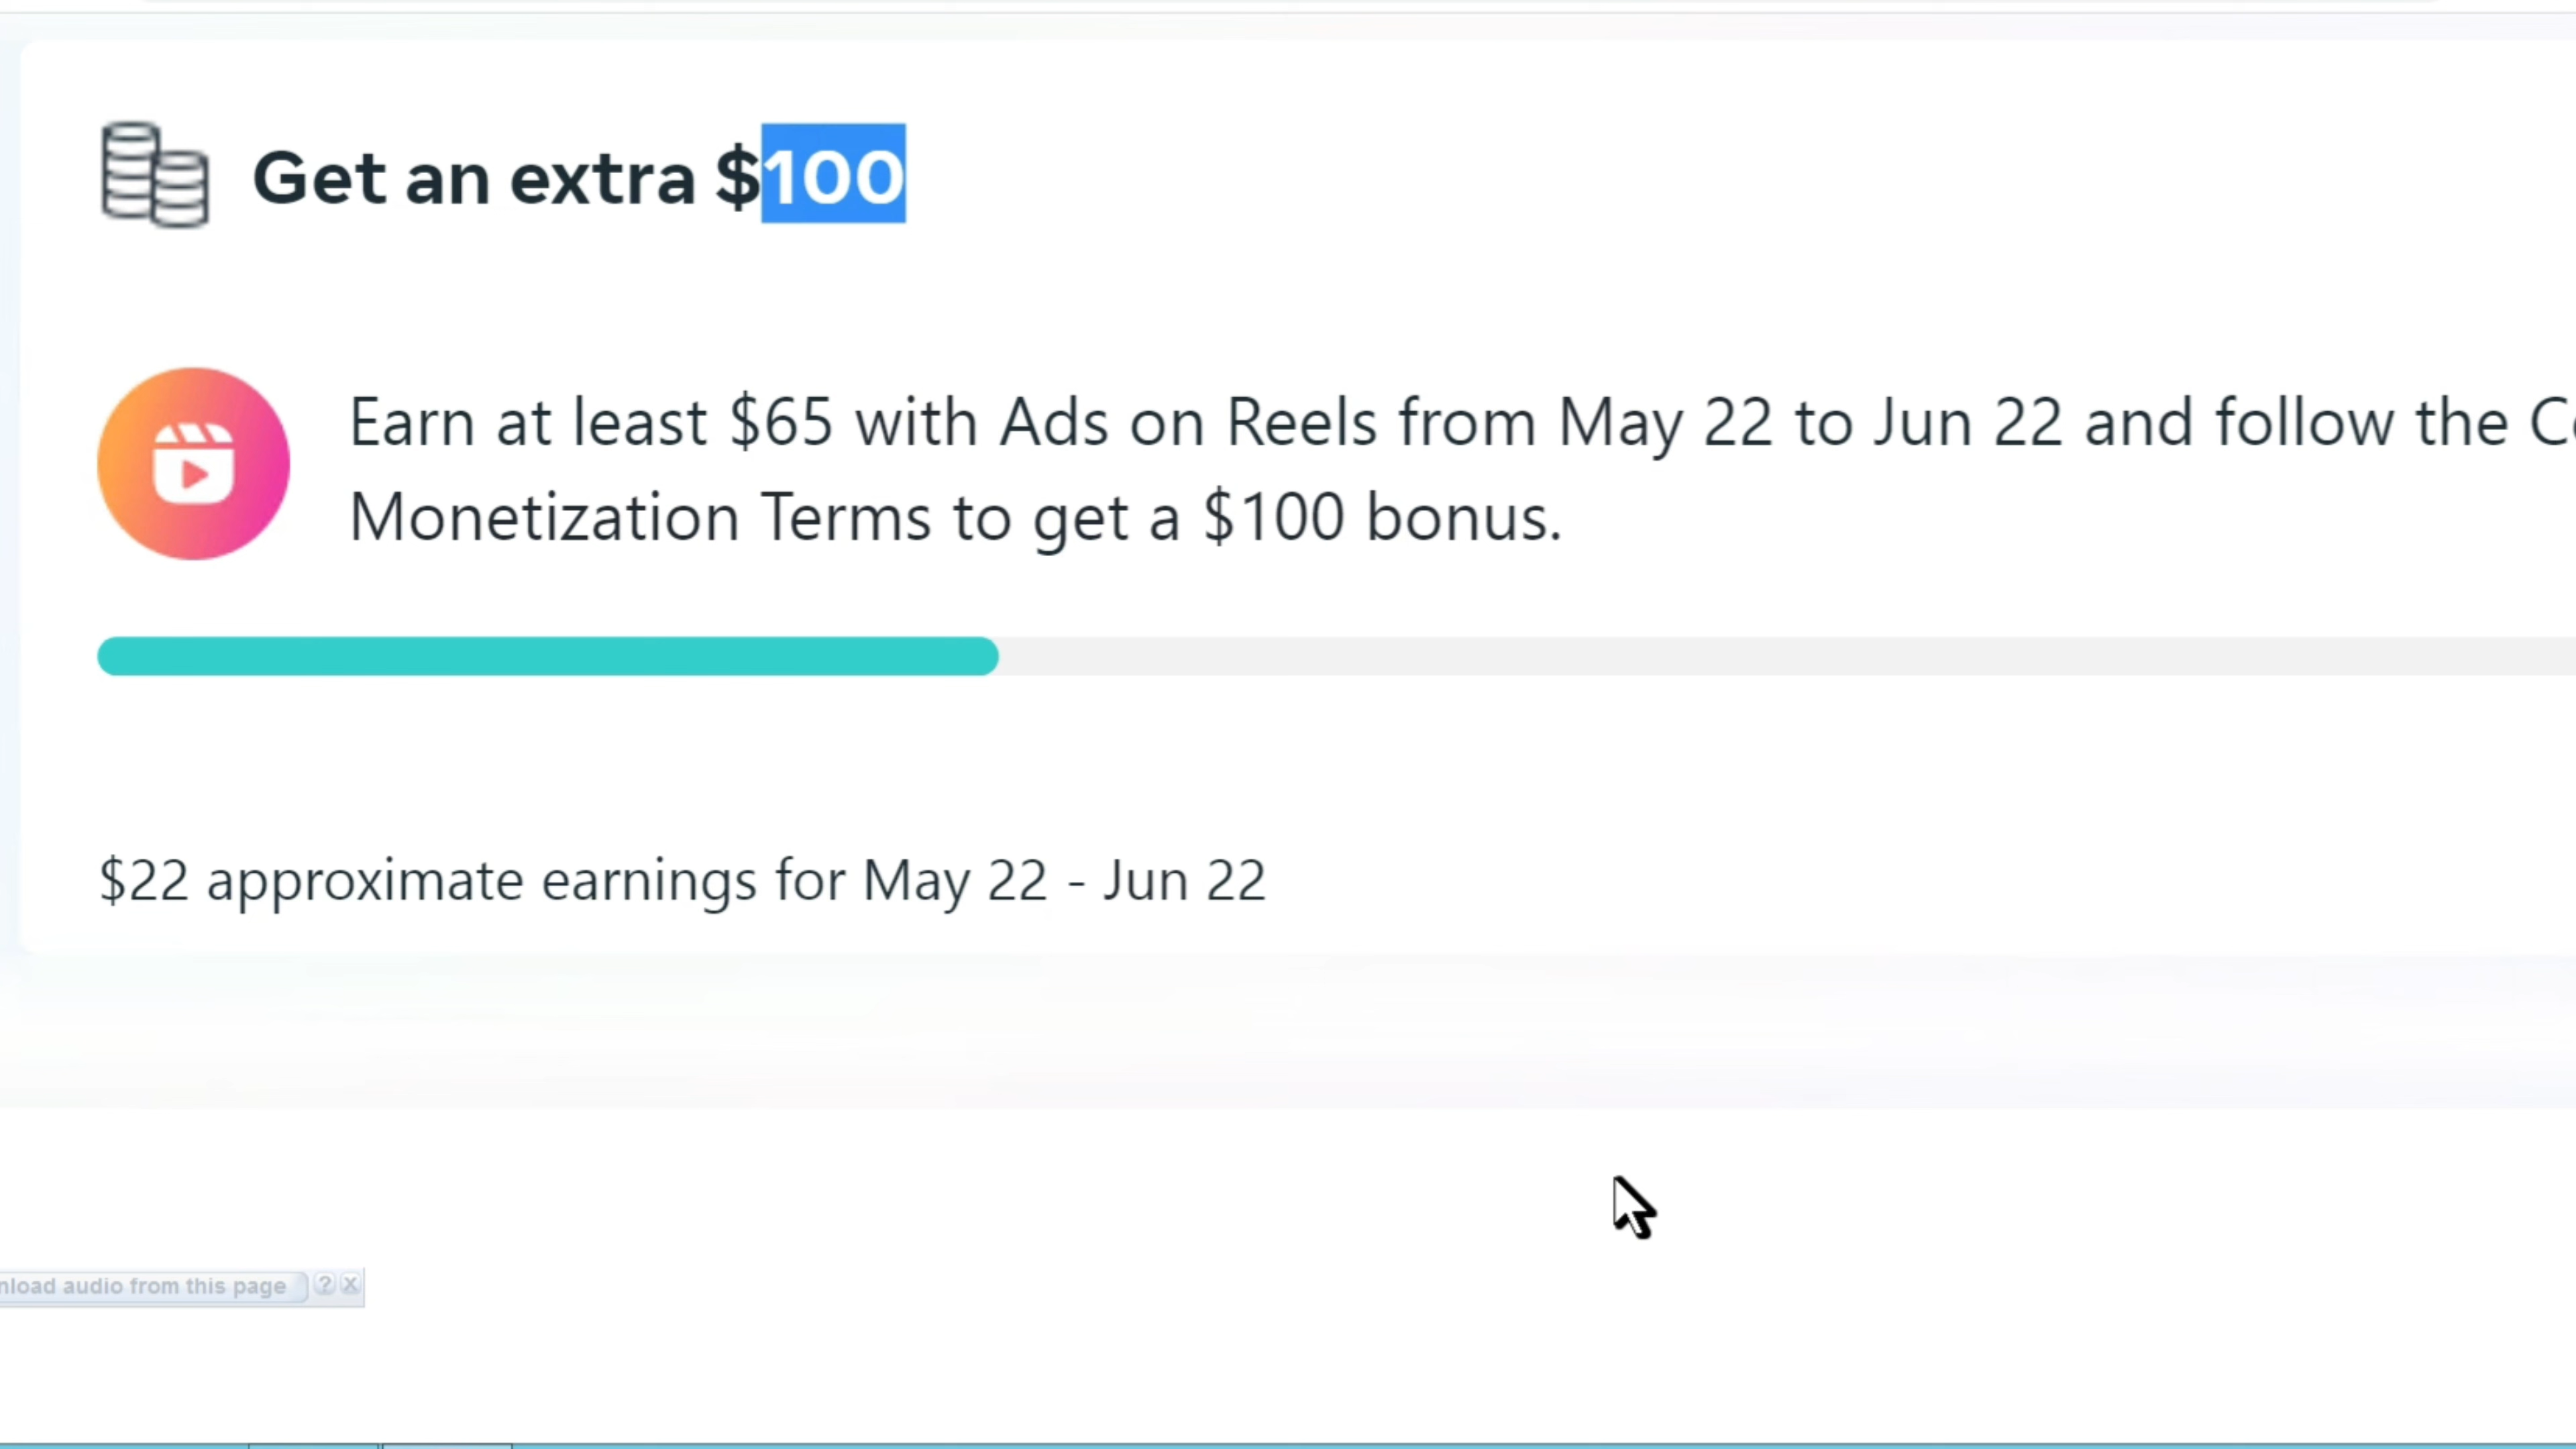 Get an extra $100
Earn at least $65 with Ads on Reels from May 22 to Jun 22 and follow the
Monetization Terms to get a $100 bonus.
$22 approximate earnings for May 22 - Jun 22
audio from this page ? X